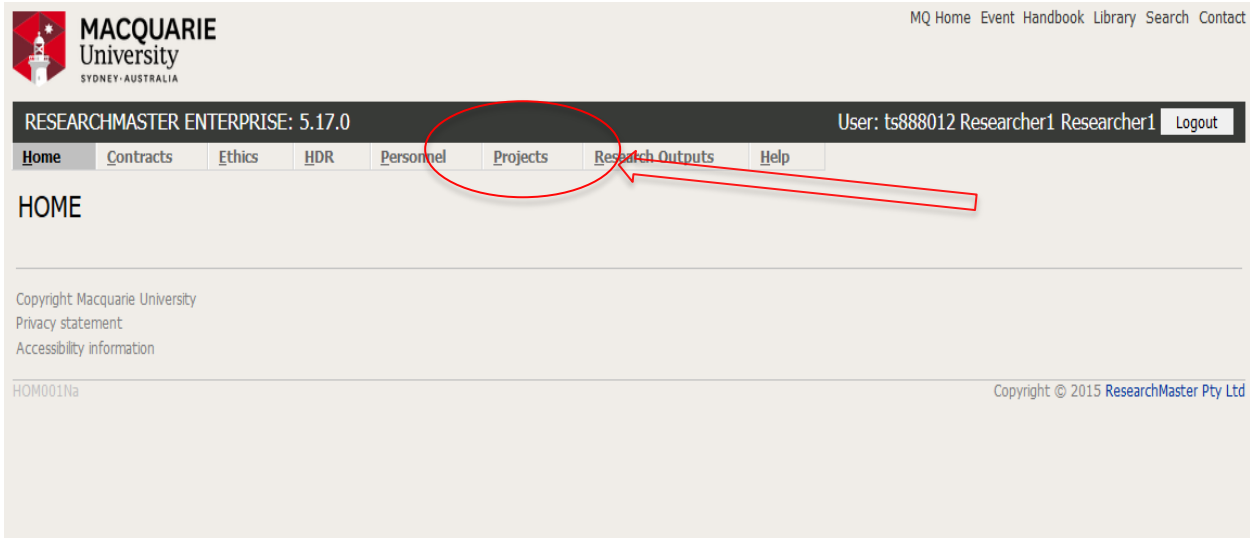 MACQUARIE
University
SYDNEY·AUSTRALIA
MQ Home Event Handbook Library Search Contact
RESEARCHMASTER ENTERPRISE: 5.17.0 User: ts888012 Researcher1 Researcher1 Logout
Home Contracts Ethics HDR Personnel Projects Research Outputs Help
HOME
Copyright Macquarie University
Privacy statement
Accessibility information
HOM001Na Copyright © 2015 ResearchMaster Pty Ltd